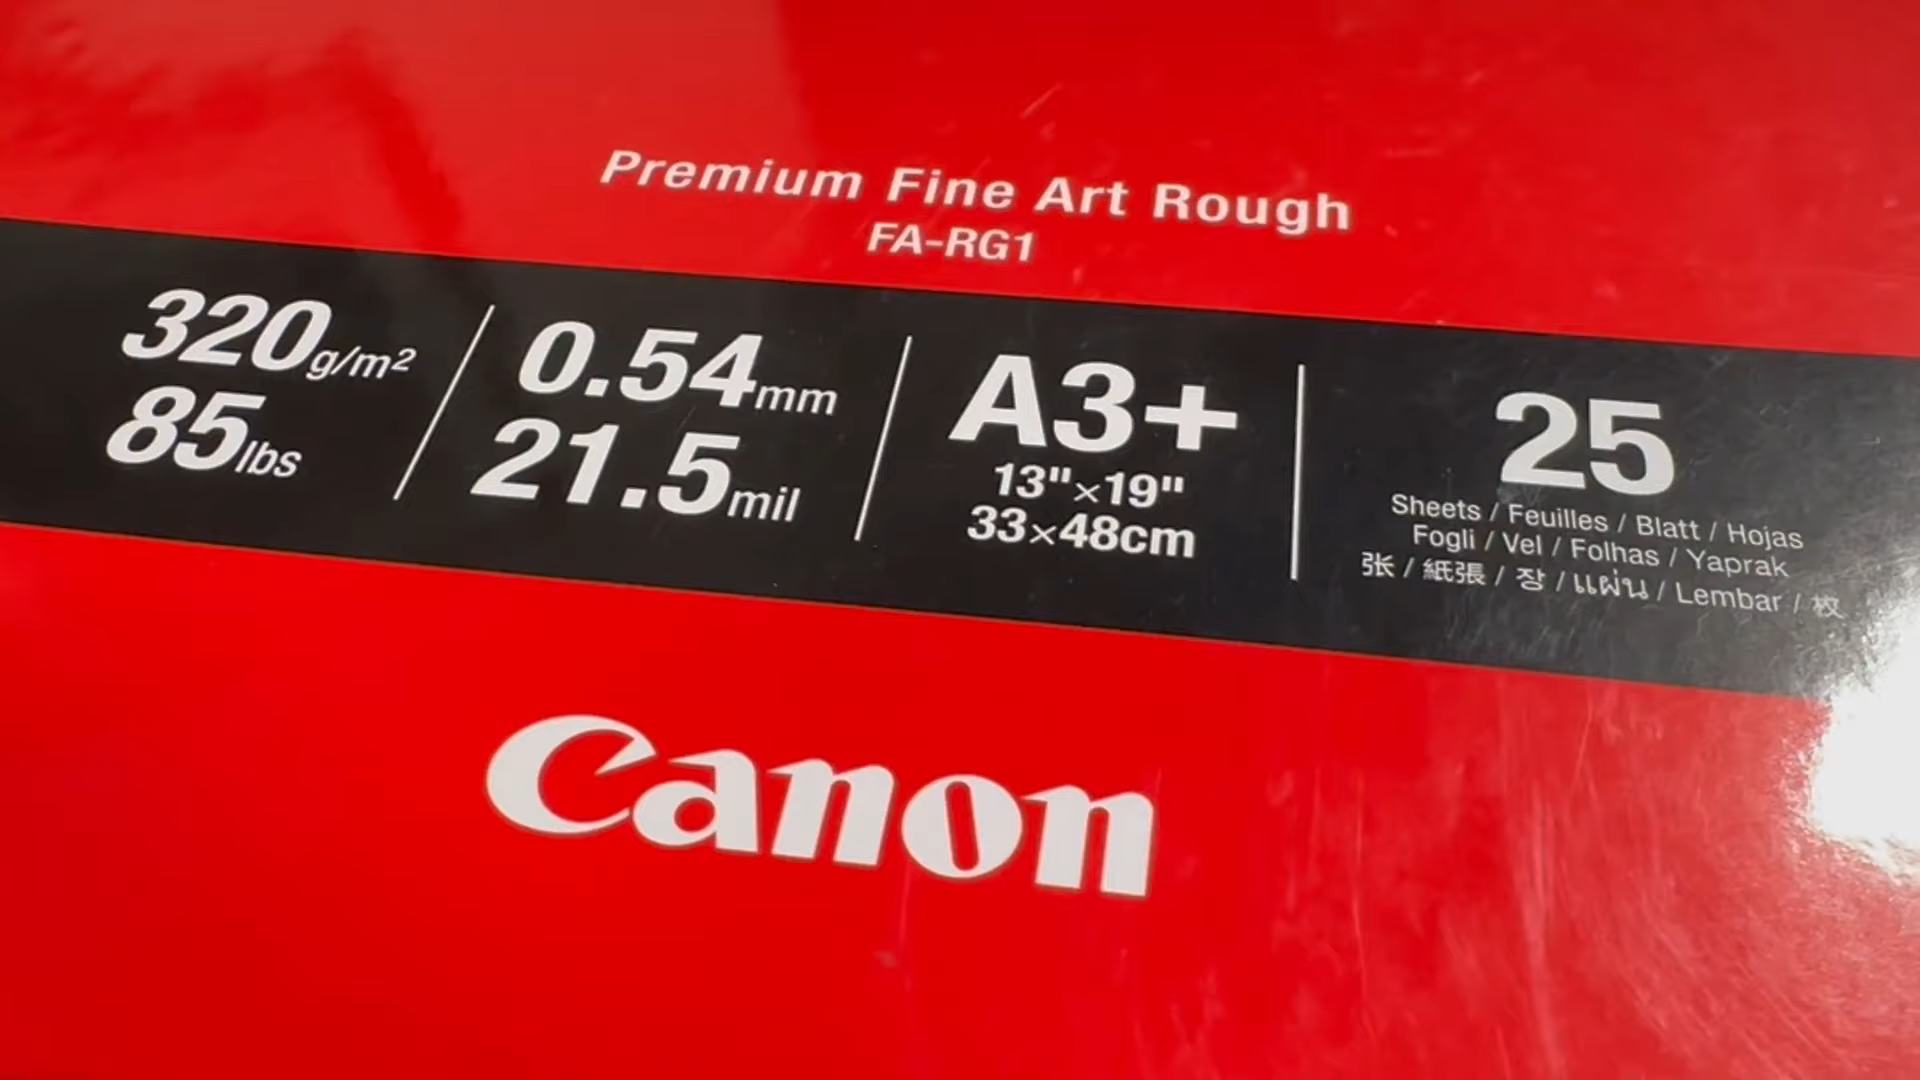 Premium Fine Art Rough
FA-RG1
320g/m²
85lbs
0.54mm
21.5mil
A3+
13"×19"
33×48cm
25
Sheets / Feuilles / Blatt / Hojas
Fogli / Vel / Folhas / Yaprak
张 / 紙張 / 장 / แผ่น / Lembar / 枚
Canon